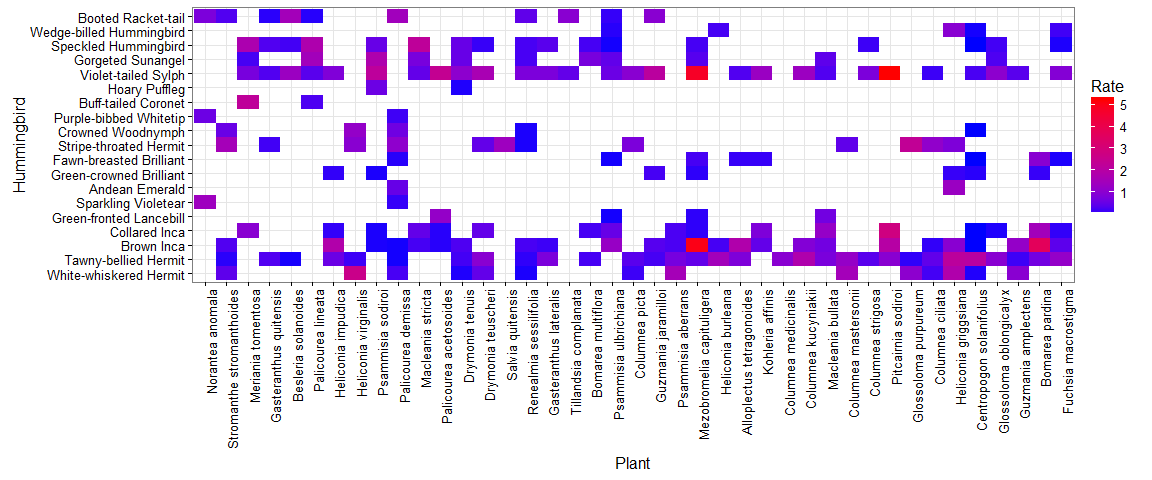 Hummingbird
Booted Racket-tail
Wedge-billed Hummingbird
Speckled Hummingbird
Gorgeted Sunangel
Violet-tailed Sylph
Hoary Puffleg
Buff-tailed Coronet
Purple-bibbed Whitetip
Crowned Woodnymph
Stripe-throated Hermit
Fawn-breasted Brilliant
Green-crowned Brilliant
Andean Emerald
Sparkling Violetear
Green-fronted Lancebill
Collared Inca
Brown Inca
Tawny-bellied Hermit
White-whiskered Hermit
Norantea anomala
Stromanthe stromanthoides
Meriania tomentosa
Gasteranthus quitensis
Besleria solanoides
Palicourea lineata
Heliconia impudica
Heliconia virginalis
Psammisia sodiroi
Palicourea demissa
Macleania stricta
Palicourea acetosoides
Drymonia tenuis
Drymonia teuscheri
Salvia quitensis
Renealmia sessilifolia
Gasteranthus lateralis
Tillandsia complanata
Bomarea multiflora
Psammisia ulbrichiana
Columnea picta
Guzmania jaramilloi
Psammisia aberrans
Mezobromelia capituligera
Heliconia burleana
Alloplectus tetragonoides
Kohleria affinis
Columnea medicinalis
Columnea kucyniakii
Macleania bullata
Columnea mastersonii
Columnea strigosa
Pitcairnia sodiroi
Glossoloma purpureum
Columnea ciliata
Heliconia griggsiana
Centropogon solanifolius
Glossoloma oblongicalyx
Guzmania amplectens
Bomarea pardina
Fuchsia macrostigma
Plant
Rate
5
4
3
2
1